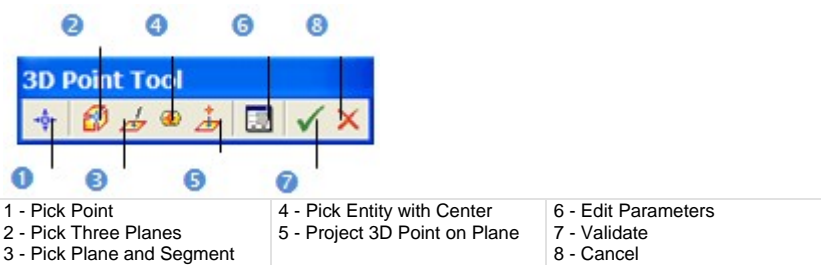 2 4 6 8
3D Point Tool
1 3 5 7
1 - Pick Point
2 - Pick Three Planes
3 - Pick Plane and Segment
4 - Pick Entity with Center
5 - Project 3D Point on Plane
6 - Edit Parameters
7 - Validate
8 - Cancel